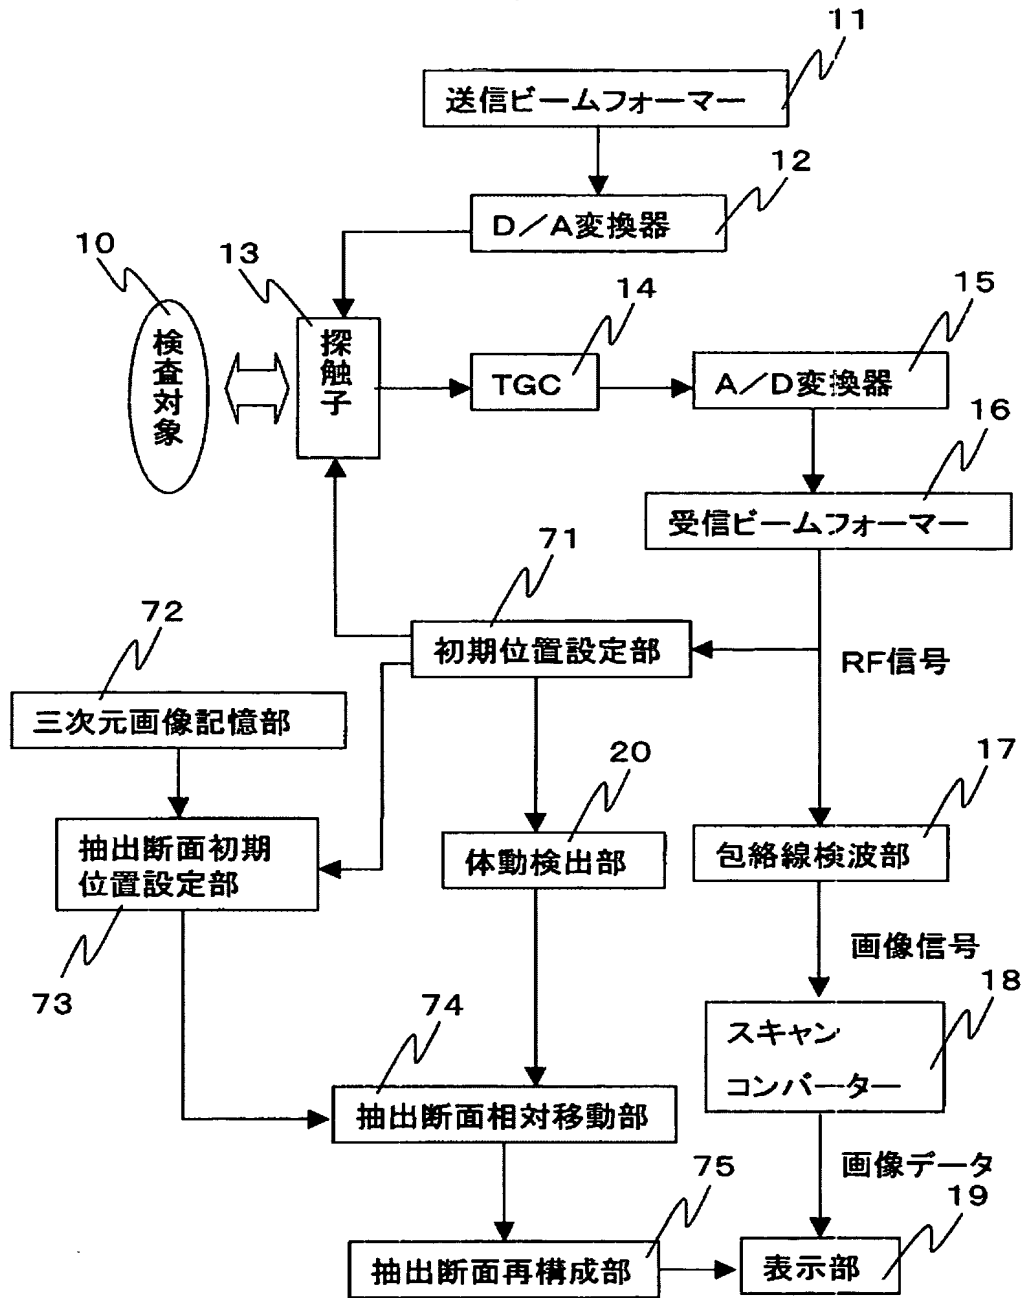 11
送信ビームフォーマー
12
D/A変換器
10
13
14
15
検査対象
探触子
TGC
A/D変換器
16
受信ビームフォーマー
71
72
初期位置設定部
RF信号
三次元画像記憶部
20
17
抽出断面初期
位置設定部
体動検出部
包絡線検波部
73
画像信号
18
74
スキャン
コンバーター
抽出断面相対移動部
画像データ
75
19
抽出断面再構成部
表示部